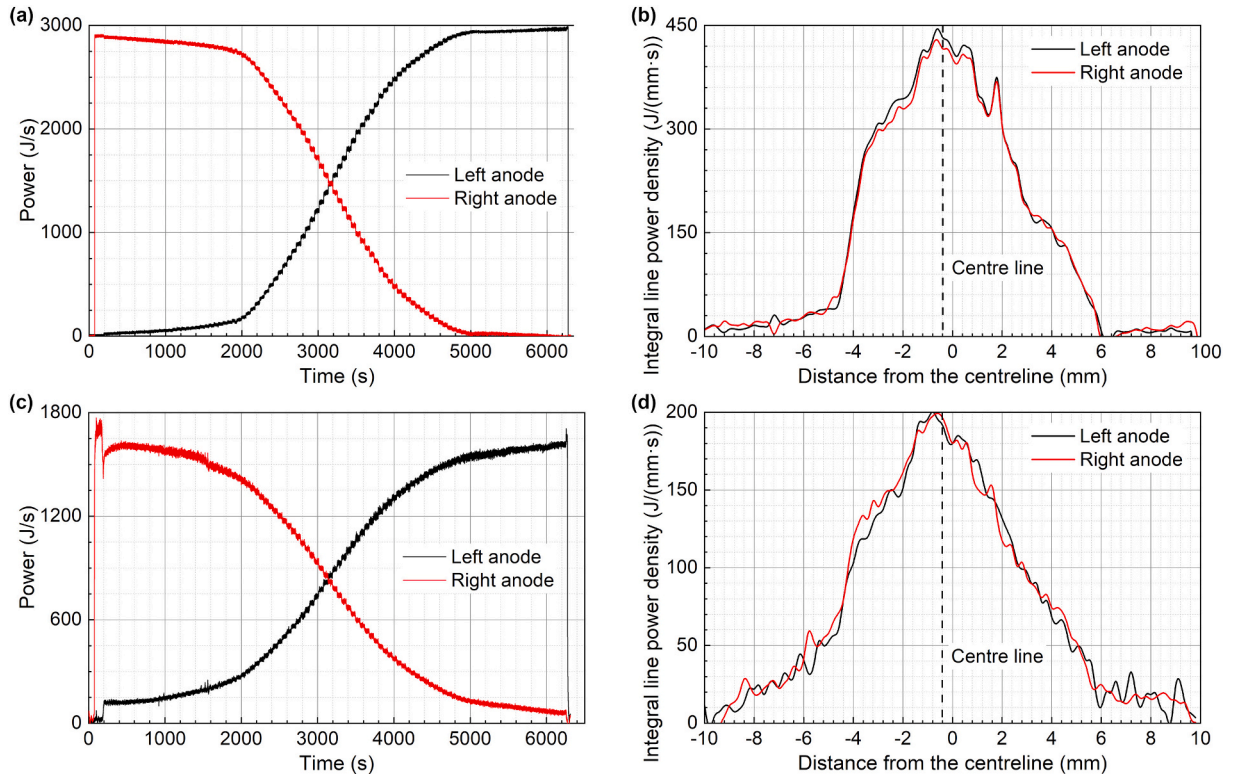 (a)
3000
2000
1000
0
Power (J/s)
Left anode
Right anode
0 1000 2000 3000 4000 5000 6000
Time (s)
(b)
450
300
150
0
Integral line power density (J/(mm·s))
Left anode
Right anode
Centre line
-10 -8 -6 -4 -2 0 2 4 6 8 100
Distance from the centreline (mm)
(c)
1800
1200
600
0
Power (J/s)
Left anode
Right anode
0 1000 2000 3000 4000 5000 6000
Time (s)
(d)
200
150
100
50
0
Integral line power density (J/(mm·s))
Left anode
Right anode
Centre line
-10 -8 -6 -4 -2 0 2 4 6 8 10
Distance from the centreline (mm)